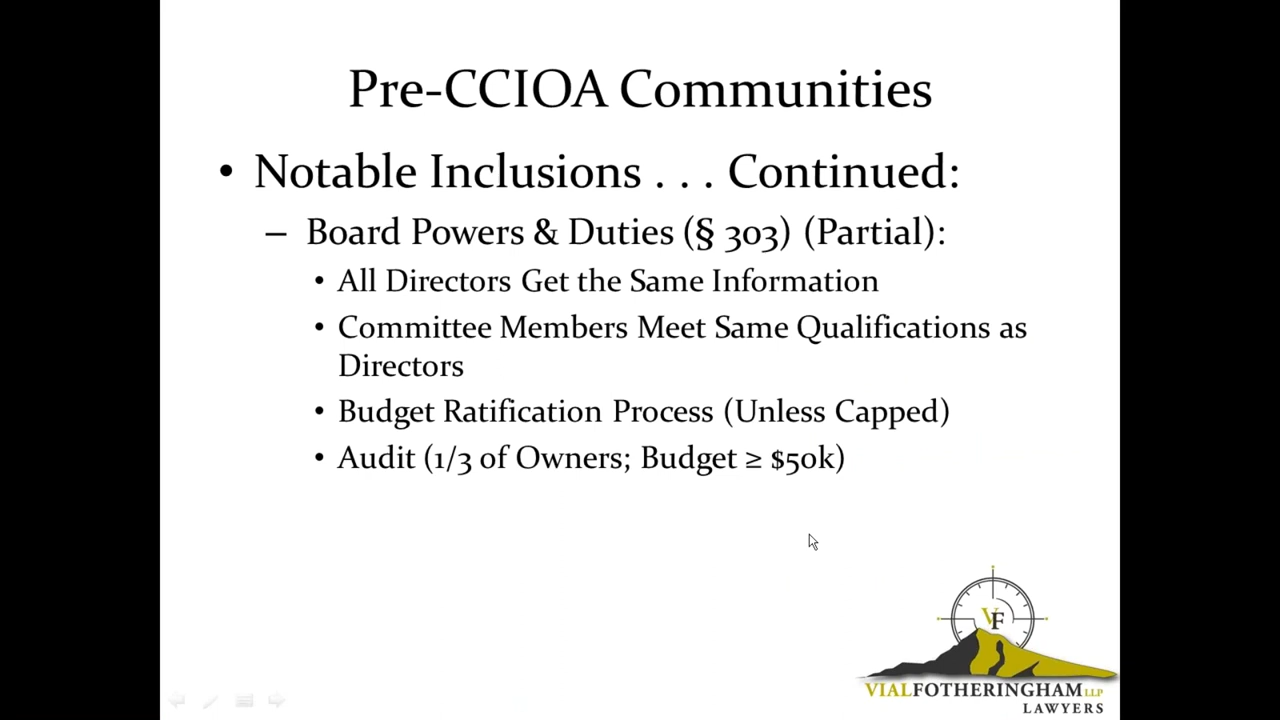 Pre-CCIOA Communities
• Notable Inclusions . . . Continued:
– Board Powers & Duties (§ 303) (Partial):
• All Directors Get the Same Information
• Committee Members Meet Same Qualifications as
Directors
• Budget Ratification Process (Unless Capped)
• Audit (1/3 of Owners; Budget ≥ $50k)
VF
VIALFOTHERINGHAM LLP
LAWYERS